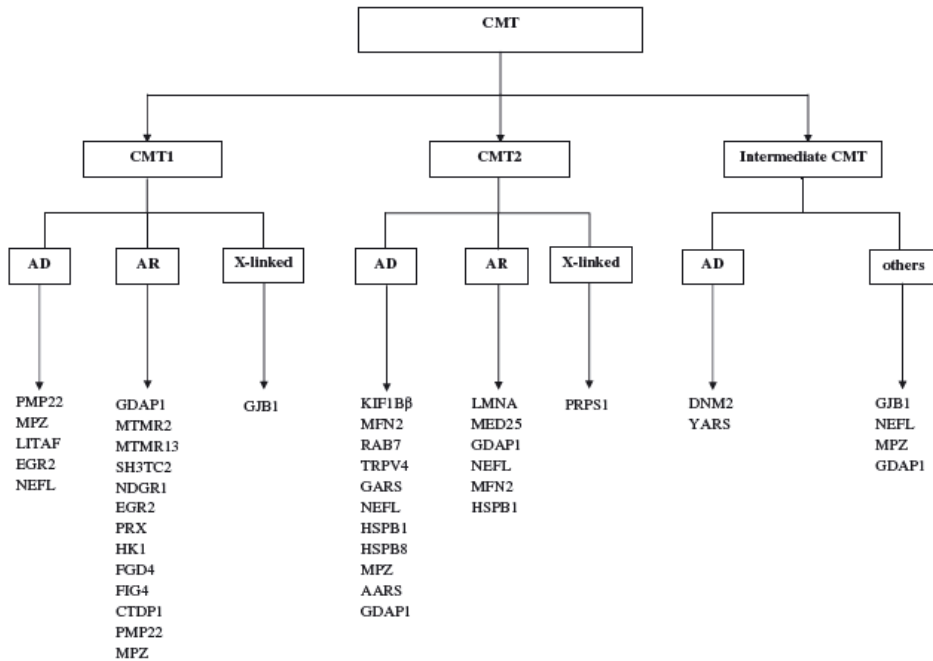 CMT
CMT1
CMT2
Intermediate CMT
AD
AR
X-linked
AD
AR
X-linked
AD
others
PMP22
MPZ
LITAF
EGR2
NEFL
GDAP1
MTMR2
MTMR13
SH3TC2
NDGR1
EGR2
PRX
HK1
FGD4
FIG4
CTDP1
PMP22
MPZ
GJB1
KIF1Bβ
MFN2
RAB7
TRPV4
GARS
NEFL
HSPB1
HSPB8
MPZ
AARS
GDAP1
LMNA
MED25
GDAP1
NEFL
MFN2
HSPB1
PRPS1
DNM2
YARS
GJB1
NEFL
MPZ
GDAP1